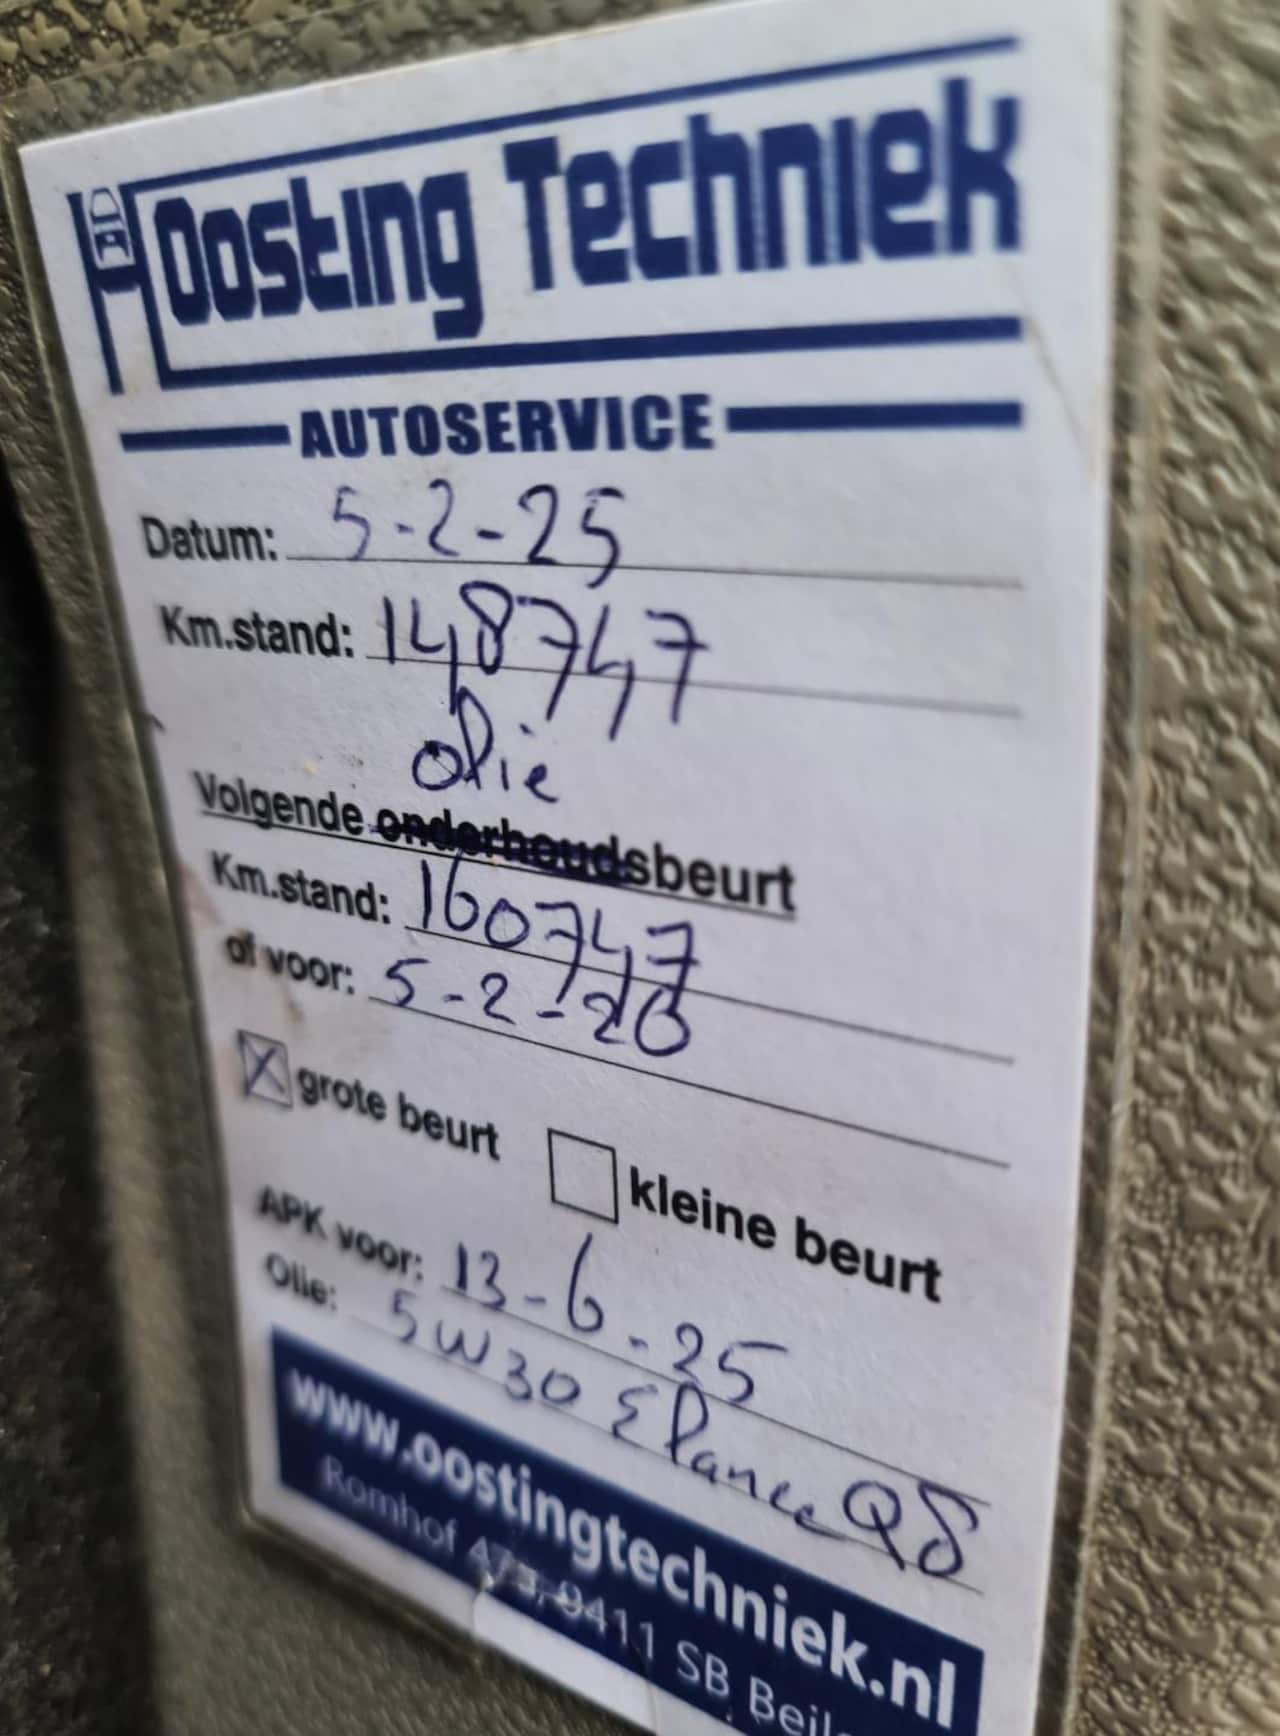 Oosting Techniek
AUTOSERVICE
Datum: 5-2-25
Km.stand: 148747
olie
Volgende onderhoudsbeurt
Km.stand: 160747
of voor: 5-2-26
grote beurt kleine beurt
APK voor: 13-6-25
Olie: 5W30 Elance Q8
www.oostingtechniek.nl
Romhof 9411 SB